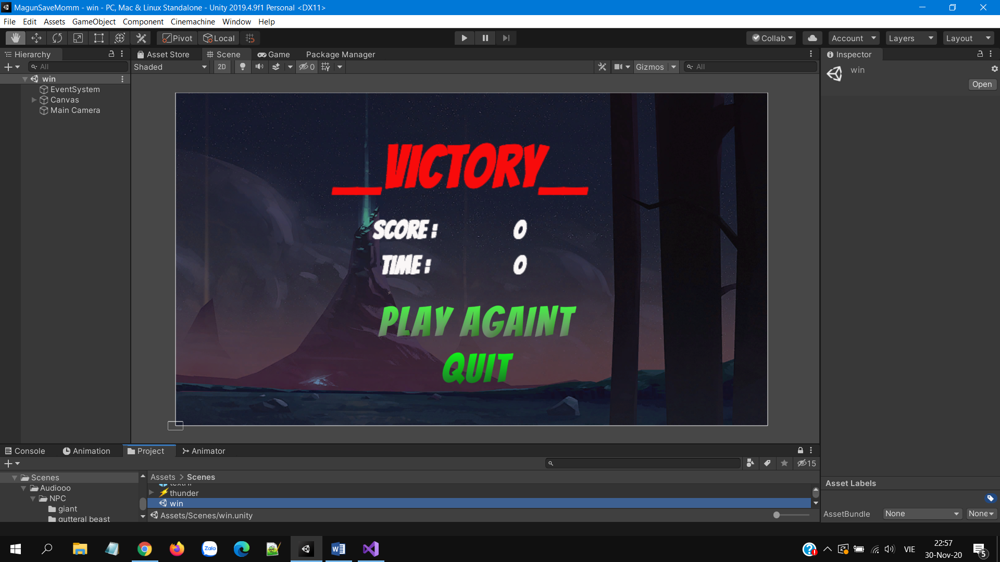 MagunSaveMomm - win - PC, Mac & Linux Standalone - Unity 2019.4.9f1 Personal <DX11>
File Edit Assets GameObject Component Cinemachine Window Help
Pivot Local Collab Account Layers Layout
Hierarchy Asset Store Scene Game Package Manager Inspector
All Shaded 2D 0 Gizmos All
win
Open
win
EventSystem
Canvas
Main Camera
__VICTORY__
SCORE : 0
TIME : 0
PLAY AGAINT
QUIT
Console Animation Project Animator
15
Scenes
Audiooo
NPC
giant
gutteral beast
Assets > Scenes
thunder
win
Assets/Scenes/win.unity
Asset Labels
AssetBundle None None
Zalo
VIE
22:57
30-Nov-20
5